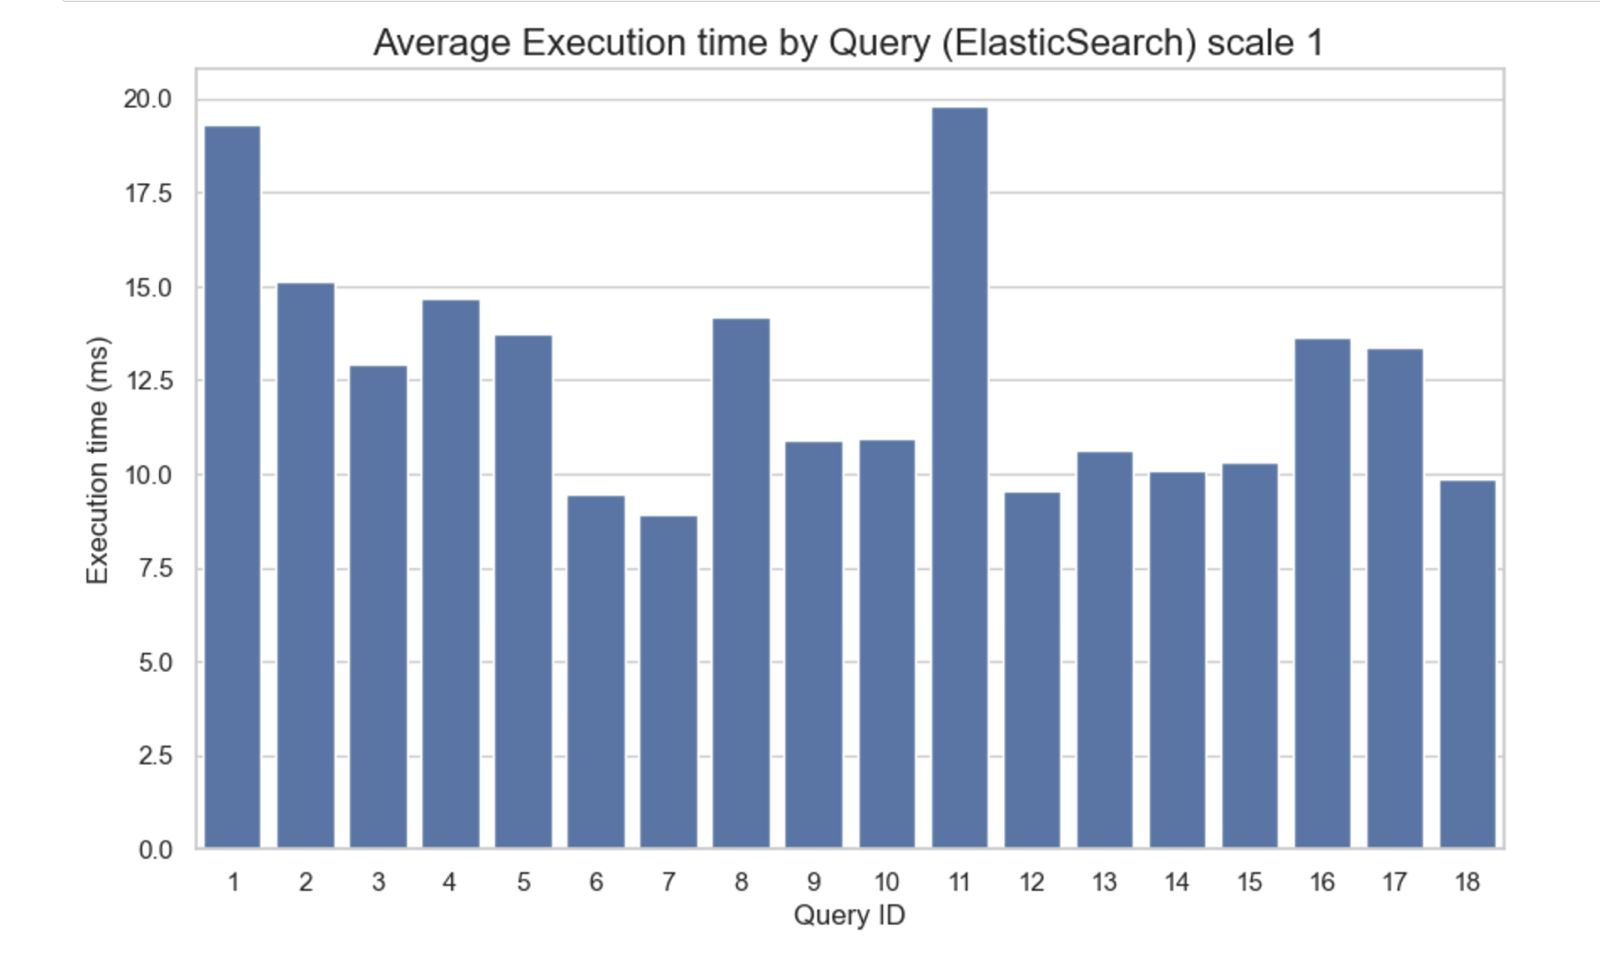 Average Execution time by Query (ElasticSearch) scale 1
20.0
17.5
15.0
12.5
10.0
7.5
5.0
2.5
0.0
Execution time (ms)
1 2 3 4 5 6 7 8 9 10 11 12 13 14 15 16 17 18
Query ID